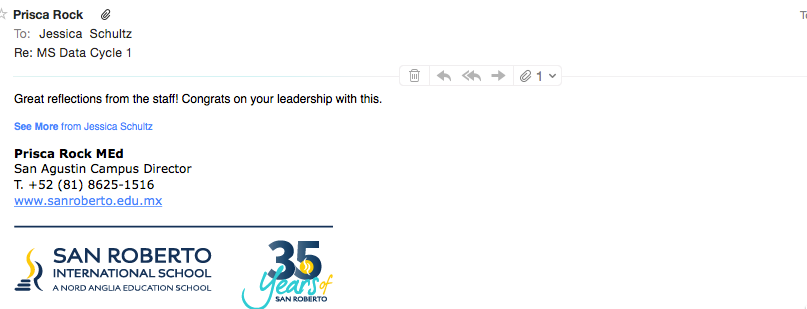 Prisca Rock
To: Jessica Schultz
Re: MS Data Cycle 1
1
Great reflections from the staff! Congrats on your leadership with this.
See More from Jessica Schultz
Prisca Rock MEd
San Agustin Campus Director
T. +52 (81) 8625-1516
www.sanroberto.edu.mx
SAN ROBERTO
INTERNATIONAL SCHOOL
A NORD ANGLIA EDUCATION SCHOOL
35
Years of
SAN ROBERTO